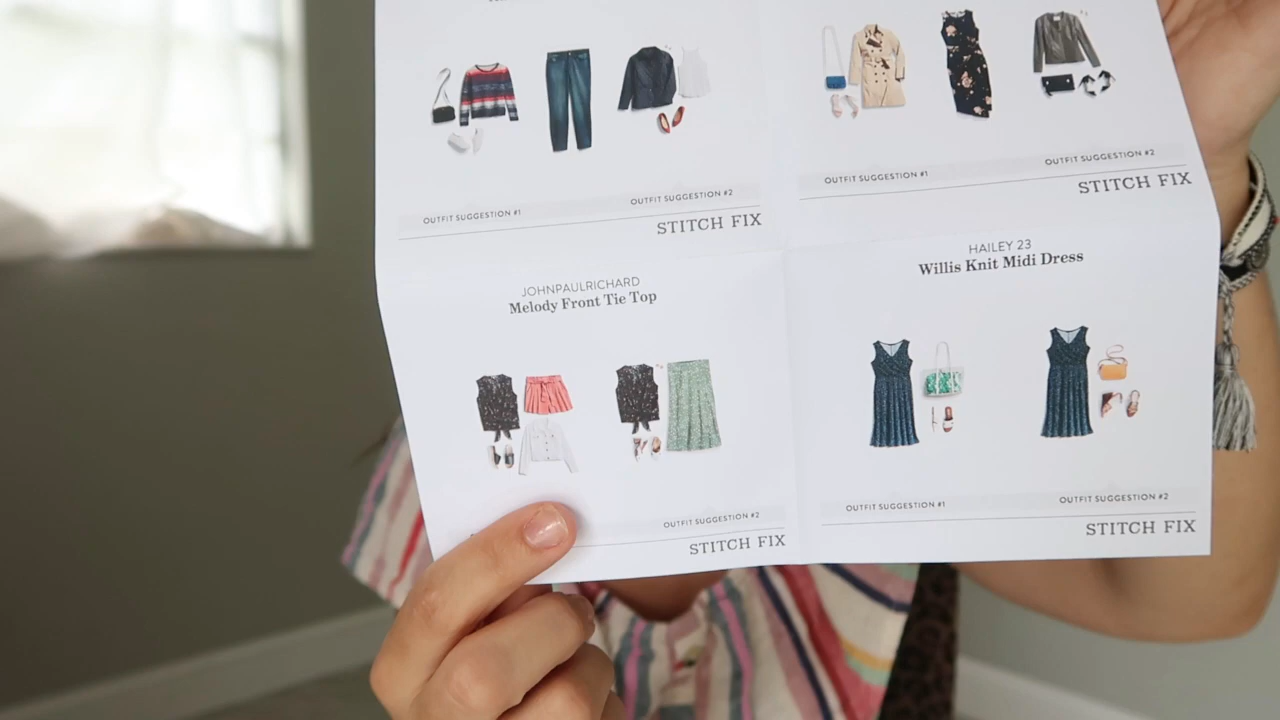 OUTFIT SUGGESTION #1
OUTFIT SUGGESTION #2
STITCH FIX
OUTFIT SUGGESTION #1
OUTFIT SUGGESTION #2
STITCH FIX
JOHNPAULRICHARD
Melody Front Tie Top
OUTFIT SUGGESTION #2
STITCH FIX
HAILEY 23
Willis Knit Midi Dress
OUTFIT SUGGESTION #1
OUTFIT SUGGESTION #2
STITCH FIX